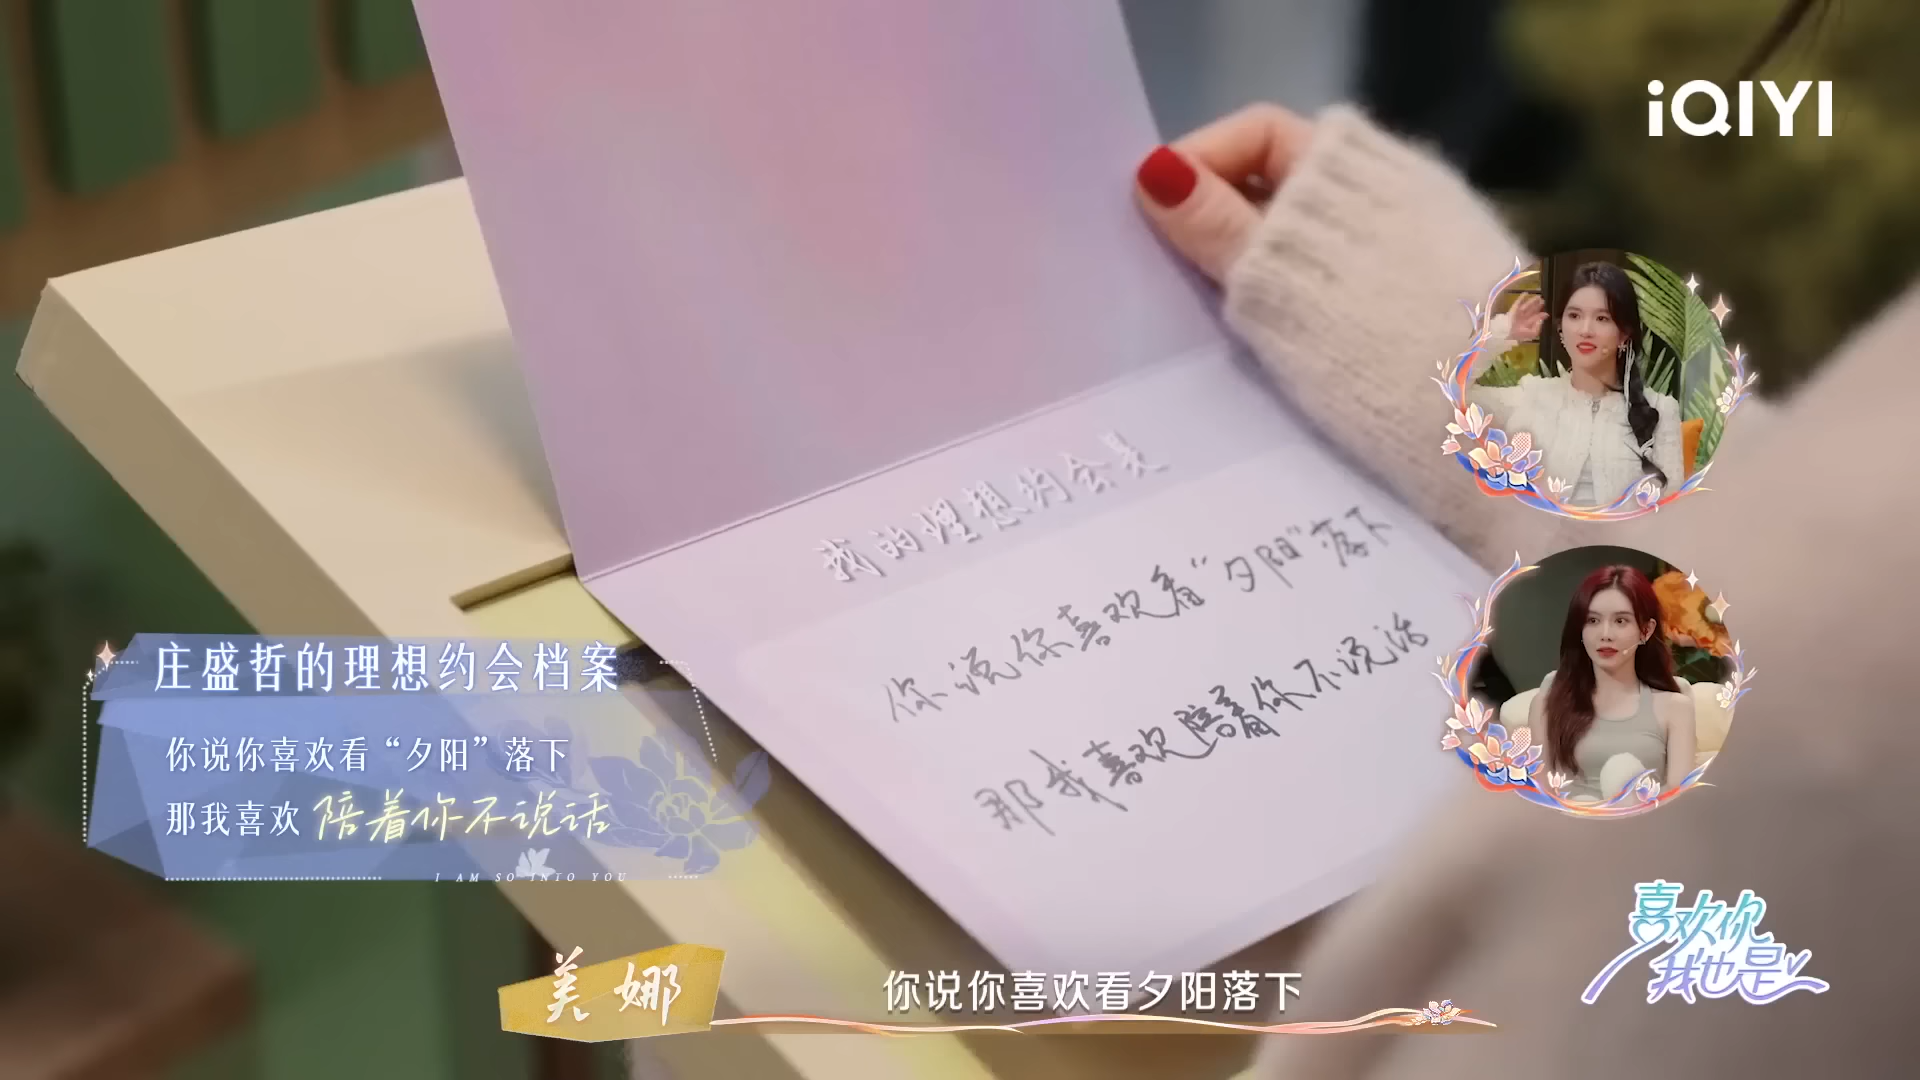 iQIYI
我的理想约会是
你说你喜欢看“夕阳”落下
那我喜欢陪着你不说话
庄盛哲的理想约会档案
你说你喜欢看“夕阳”落下
那我喜欢陪着你不说话
I AM SO INTO YOU
美娜
你说你喜欢看夕阳落下
喜欢你
我也是